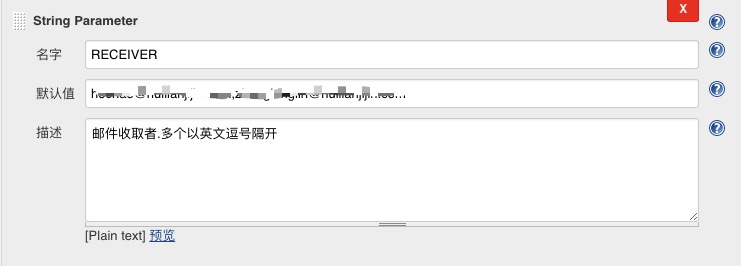 String Parameter
X
名字
RECEIVER
默认值
描述
邮件收取者.多个以英文逗号隔开
[Plain text] 预览